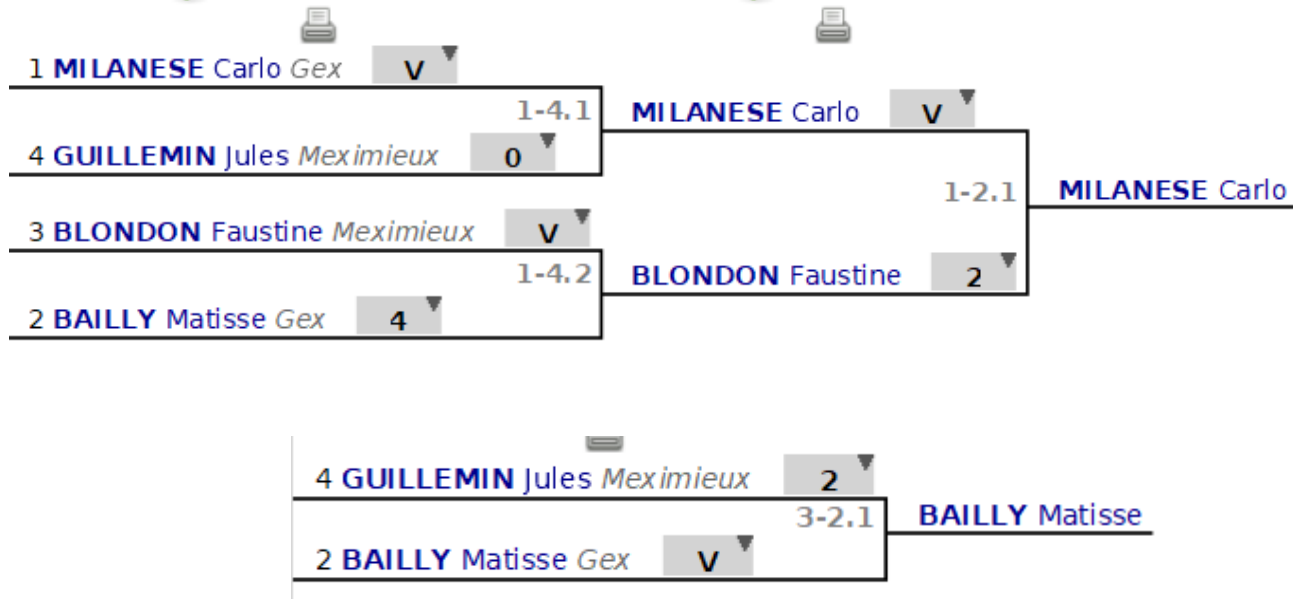 1 MILANESE Carlo Gex V
1-4.1
4 GUILLEMIN Jules Meximieux 0
3 BLONDON Faustine Meximieux V
1-4.2
2 BAILLY Matisse Gex 4
MILANESE Carlo V
1-2.1
BLONDON Faustine 2
MILANESE Carlo
4 GUILLEMIN Jules Meximieux 2
3-2.1
2 BAILLY Matisse Gex V
BAILLY Matisse